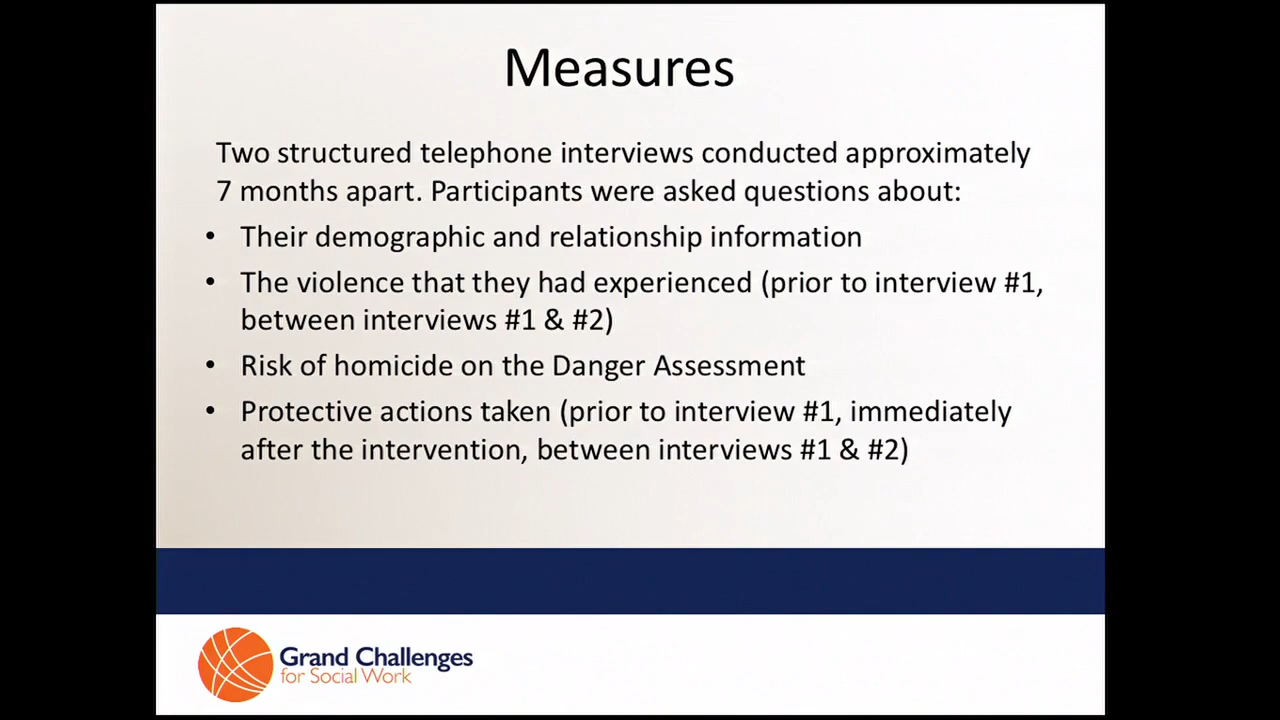 Measures
Two structured telephone interviews conducted approximately
7 months apart. Participants were asked questions about:
• Their demographic and relationship information
• The violence that they had experienced (prior to interview #1,
between interviews #1 & #2)
• Risk of homicide on the Danger Assessment
• Protective actions taken (prior to interview #1, immediately
after the intervention, between interviews #1 & #2)
Grand Challenges
for Social Work